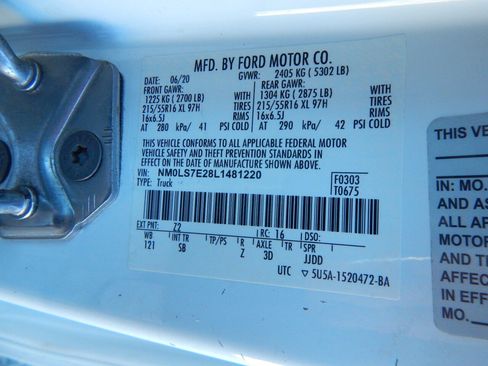 MFD. BY FORD MOTOR CO.
DATE: 06/20 GVWR: 2405 KG ( 5302 LB)
FRONT GAWR: REAR GAWR:
1225 KG ( 2700 LB) WITH 1304 KG ( 2875 LB) WITH
215/55R16 XL 97H TIRES 215/55R16 XL 97H TIRES
16x6.5J RIMS 16x6.5J RIMS
AT 280 kPa/ 41 PSI COLD AT 290 kPa/ 42 PSI COLD
THIS VEHICLE CONFORMS TO ALL APPLICABLE FEDERAL MOTOR
VEHICLE SAFETY AND THEFT PREVENTION STANDARDS IN EFFECT
ON THE DATE OF MANUFACTURE SHOWN ABOVE.
VIN: NM0LS7E28L1481220 F0303
TYPE: Truck T0675
EXT PNT: Z2 RC: 16 DSO:
WB INT TR TP/PS R AXLE TR SPR
121 SB Z 3D JJDD
UTC ▽ 5U5A-1520472-BA
THIS VEHIC
IN: MO.
AND AS
ALL AP
MOTOR
AND TH
AFFEC
IN EFF
MO.